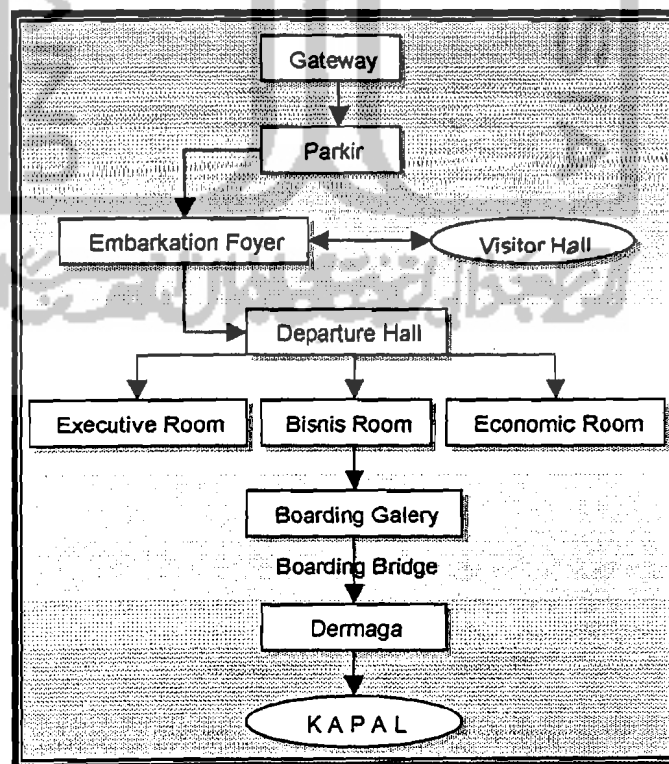 Gateway
Parkir
Embarkation Foyer
Visitor Hall
Departure Hall
Executive Room
Bisnis Room
Economic Room
Boarding Galery
Boarding Bridge
Dermaga
K A P A L